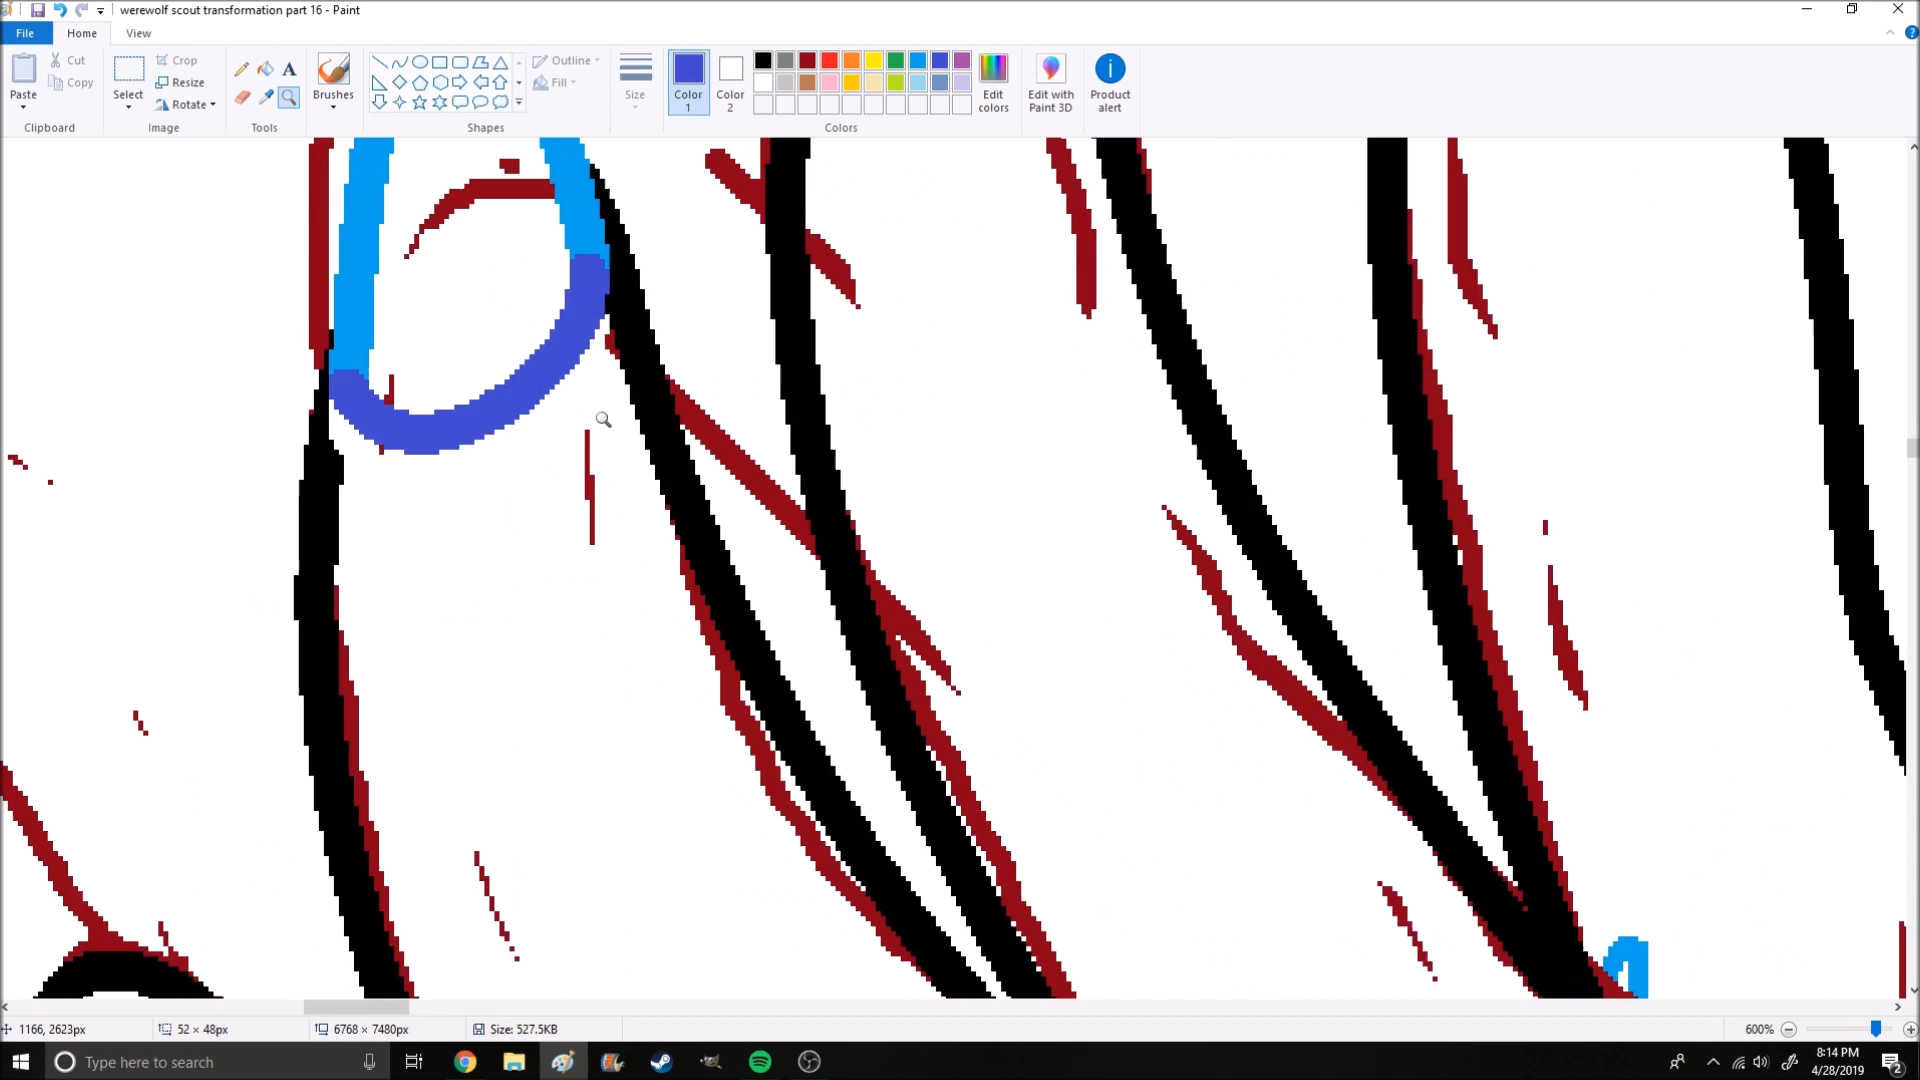 werewolf scout transformation part 16 - Paint
File Home View
Paste
Cut
Copy
Clipboard
Select
Crop
Resize
Rotate
Image
A
Tools
Brushes
Shapes
Outline
Fill
Size
Color 1
Color 2
Edit colors
Colors
Edit with Paint 3D
Product alert
1166, 2623px
52 × 48px
6768 × 7480px
Size: 527.5KB
600%
Type here to search
8:14 PM
4/28/2019
2